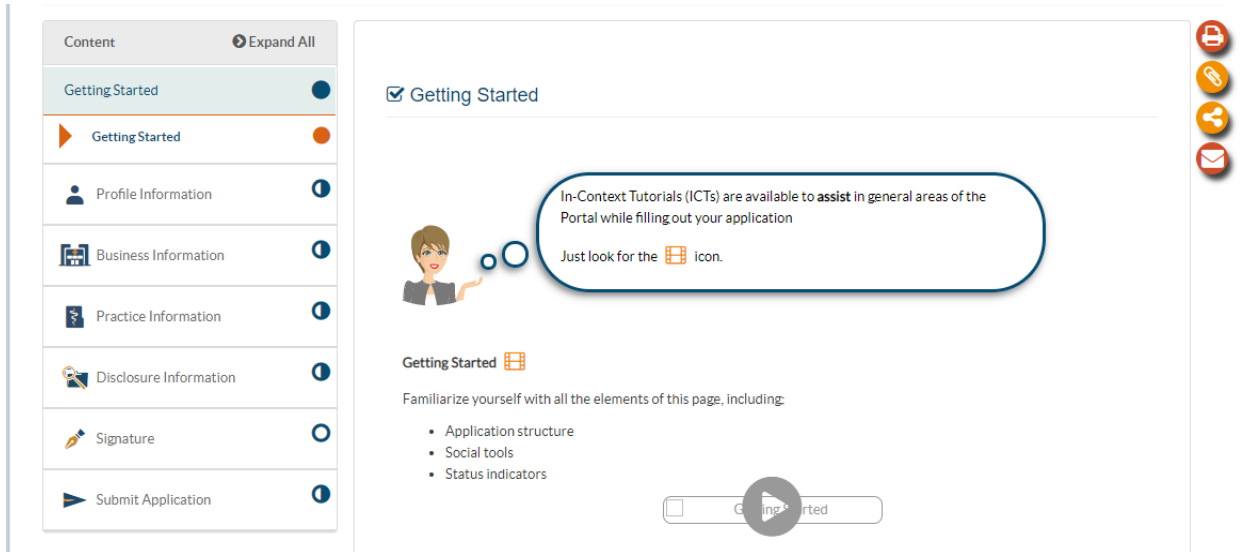 Content
Expand All
Getting Started
Getting Started
Profile Information
Business Information
Practice Information
Disclosure Information
Signature
Submit Application
Getting Started
In-Context Tutorials (ICTs) are available to assist in general areas of the
Portal while filling out your application
Just look for the icon.
Getting Started
Familiarize yourself with all the elements of this page, including:
• Application structure
• Social tools
• Status indicators
Getting Started